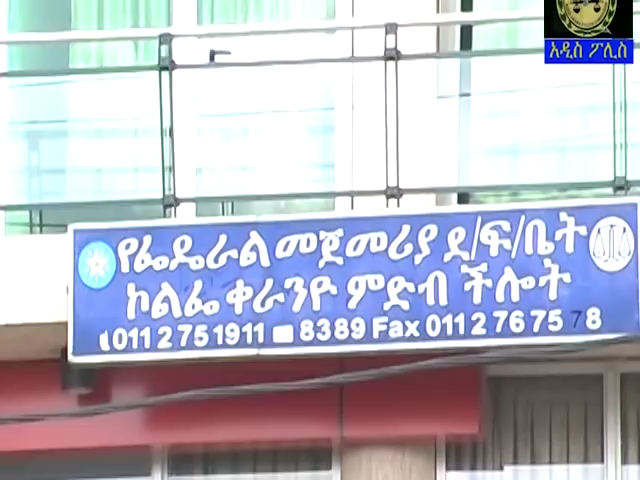 አዲስ ፖሊስ
የፌዴራል መጀመሪያ ደ/ፍ/ቤት
ኮልፌ ቀራንዮ ምድብ ችሎት
011 2 75 1911 8389 Fax 011 2 76 75 78